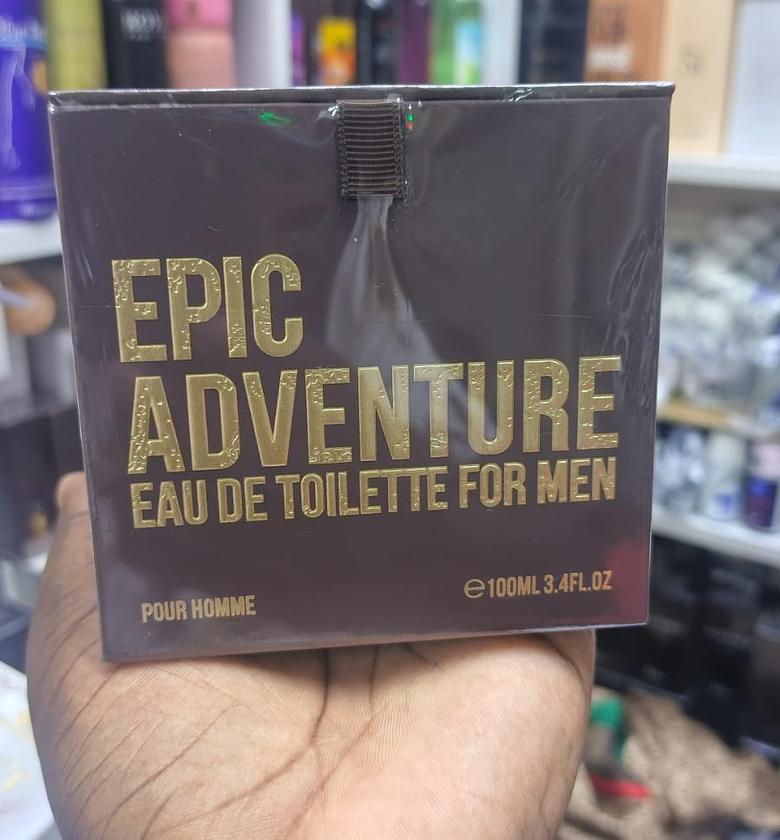 EPIC
ADVENTURE
EAU DE TOILETTE FOR MEN
POUR HOMME
℮100ML 3.4FL.OZ